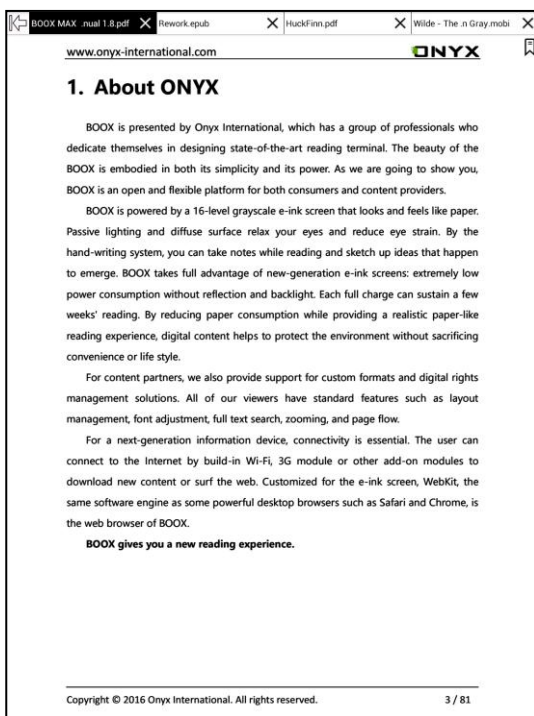 BOOX MAX .nual 1.8.pdf
Rework.epub
HuckFinn.pdf
Wilde - The .n Gray.mobi
www.onyx-international.com
ONYX
1. About ONYX
BOOX is presented by Onyx International, which has a group of professionals who
dedicate themselves in designing state-of-the-art reading terminal. The beauty of the
BOOX is embodied in both its simplicity and its power. As we are going to show you,
BOOX is an open and flexible platform for both consumers and content providers.
BOOX is powered by a 16-level grayscale e-ink screen that looks and feels like paper.
Passive lighting and diffuse surface relax your eyes and reduce eye strain. By the
hand-writing system, you can take notes while reading and sketch up ideas that happen
to emerge. BOOX takes full advantage of new-generation e-ink screens: extremely low
power consumption without reflection and backlight. Each full charge can sustain a few
weeks' reading. By reducing paper consumption while providing a realistic paper-like
reading experience, digital content helps to protect the environment without sacrificing
convenience or life style.
For content partners, we also provide support for custom formats and digital rights
management solutions. All of our viewers have standard features such as layout
management, font adjustment, full text search, zooming, and page flow.
For a next-generation information device, connectivity is essential. The user can
connect to the Internet by build-in Wi-Fi, 3G module or other add-on modules to
download new content or surf the web. Customized for the e-ink screen, WebKit, the
same software engine as some powerful desktop browsers such as Safari and Chrome, is
the web browser of BOOX.
BOOX gives you a new reading experience.
Copyright © 2016 Onyx International. All rights reserved.
3 / 81